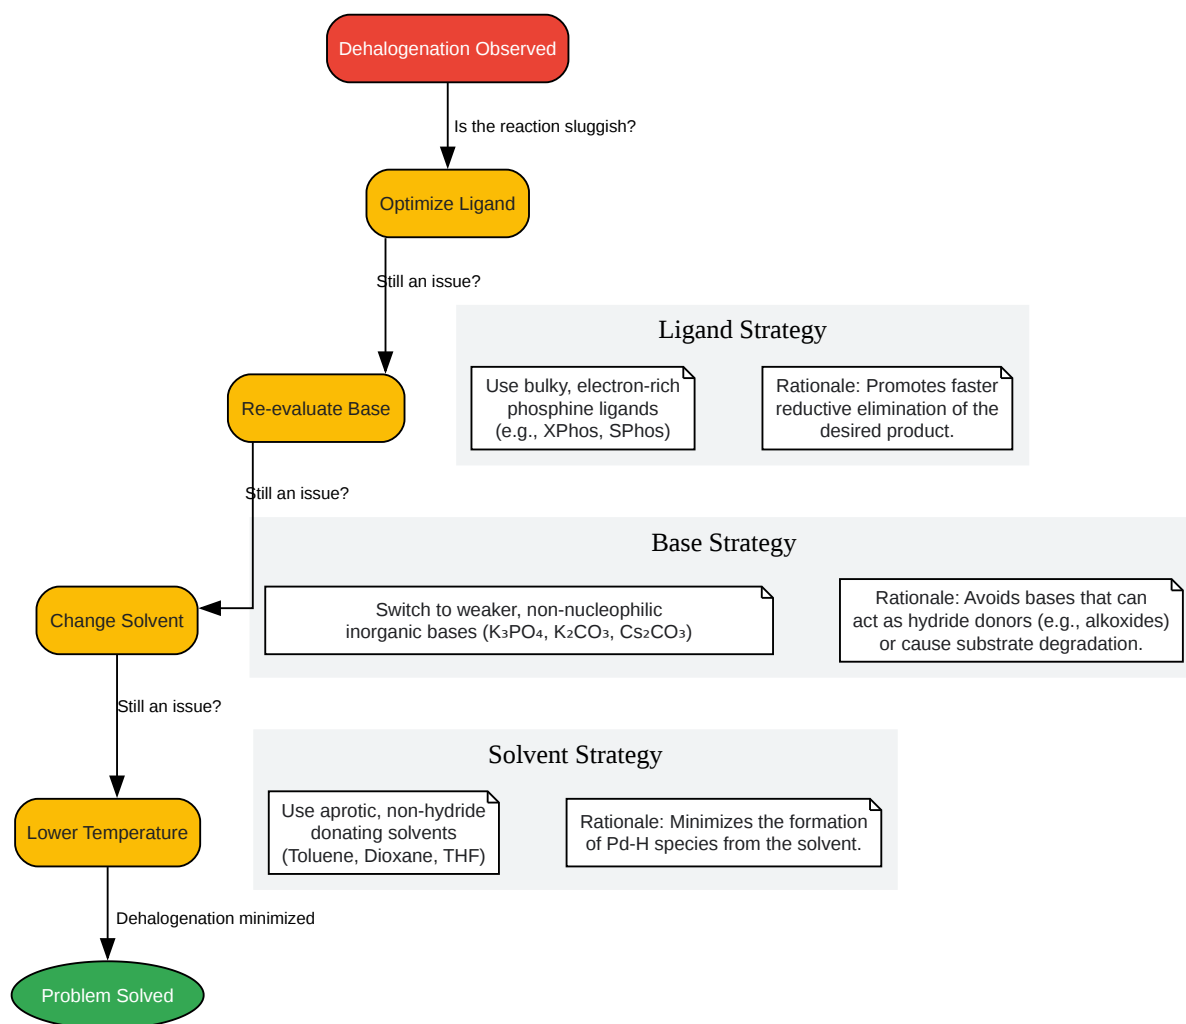 Dehalogenation Observed
Is the reaction sluggish?
Optimize Ligand
Still an issue?
Ligand Strategy
Use bulky, electron-rich
phosphine ligands
(e.g., XPhos, SPhos)
Rationale: Promotes faster
reductive elimination of the
desired product.
Re-evaluate Base
Still an issue?
Base Strategy
Switch to weaker, non-nucleophilic
inorganic bases (K₃PO₄, K₂CO₃, Cs₂CO₃)
Rationale: Avoids bases that can
act as hydride donors (e.g., alkoxides)
or cause substrate degradation.
Change Solvent
Still an issue?
Solvent Strategy
Use aprotic, non-hydride
donating solvents
(Toluene, Dioxane, THF)
Rationale: Minimizes the formation
of Pd-H species from the solvent.
Lower Temperature
Dehalogenation minimized
Problem Solved